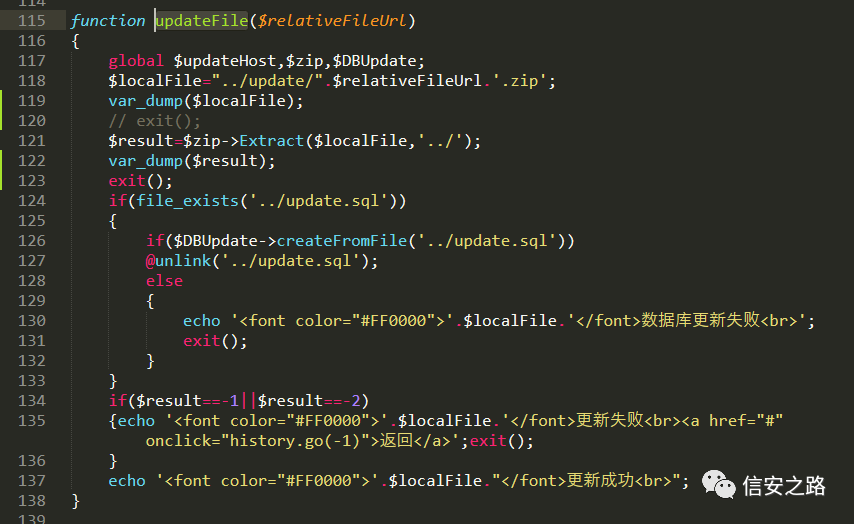 114
115 function updateFile($relativeFileUrl)
116 {
117 global $updateHost,$zip,$DBUpdate;
118 $localFile="../update/".$relativeFileUrl.'.zip';
119 var_dump($localFile);
120 // exit();
121 $result=$zip->Extract($localFile,'../');
122 var_dump($result);
123 exit();
124 if(file_exists('../update.sql'))
125 {
126 if($DBUpdate->createFromFile('../update.sql'))
127 @unlink('../update.sql');
128 else
129 {
130 echo '<font color="#FF0000">'.$localFile.'</font>数据库更新失败<br>';
131 exit();
132 }
133 }
134 if($result==-1||$result==-2)
135 {echo '<font color="#FF0000">'.$localFile.'</font>更新失败<br><a href="#"
onclick="history.go(-1)">返回</a>';exit();
136 }
137 echo '<font color="#FF0000">'.$localFile."</font>更新成功<br>";
138 }
139
信安之路